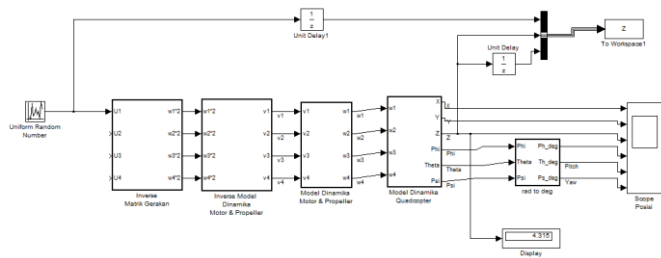 1
z
Unit Delay1
Z
To Workspace1
Unit Delay
1
z
Uniform Random
Number
U1
U2
U3
U4
w1^2
w2^2
w3^2
w4^2
Inverse
Matrik Gerakan
w1^2
w2^2
w3^2
w4^2
v1
v2
v3
v4
Inverse Model
Dinamika
Motor & Propeller
v1
v2
v3
v4
v1
v2
v3
v4
w1
w2
w3
w4
Model Dinamika
Motor & Propeller
w1
w2
w3
w4
X
Y
Z
Phi
Theta
Psi
Model Dinamika
Quadcopter
X
Y
Z
Phi
Theta
Psi
Phi
Theta
Psi
Ph_deg
Th_deg
Ps_deg
rad to deg
Pitch
Yaw
Scope
Posisi
4.315
Display